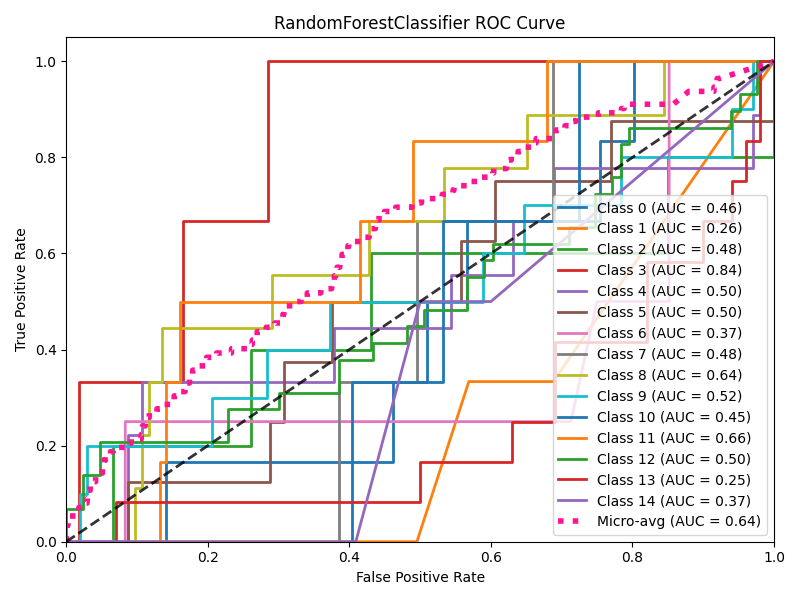 RandomForestClassifier ROC Curve
True Positive Rate
1.0
0.8
0.6
0.4
0.2
0.0
0.0 0.2 0.4 0.6 0.8 1.0
False Positive Rate
Class 0 (AUC = 0.46)
Class 1 (AUC = 0.26)
Class 2 (AUC = 0.48)
Class 3 (AUC = 0.84)
Class 4 (AUC = 0.50)
Class 5 (AUC = 0.50)
Class 6 (AUC = 0.37)
Class 7 (AUC = 0.48)
Class 8 (AUC = 0.64)
Class 9 (AUC = 0.52)
Class 10 (AUC = 0.45)
Class 11 (AUC = 0.66)
Class 12 (AUC = 0.50)
Class 13 (AUC = 0.25)
Class 14 (AUC = 0.37)
Micro-avg (AUC = 0.64)